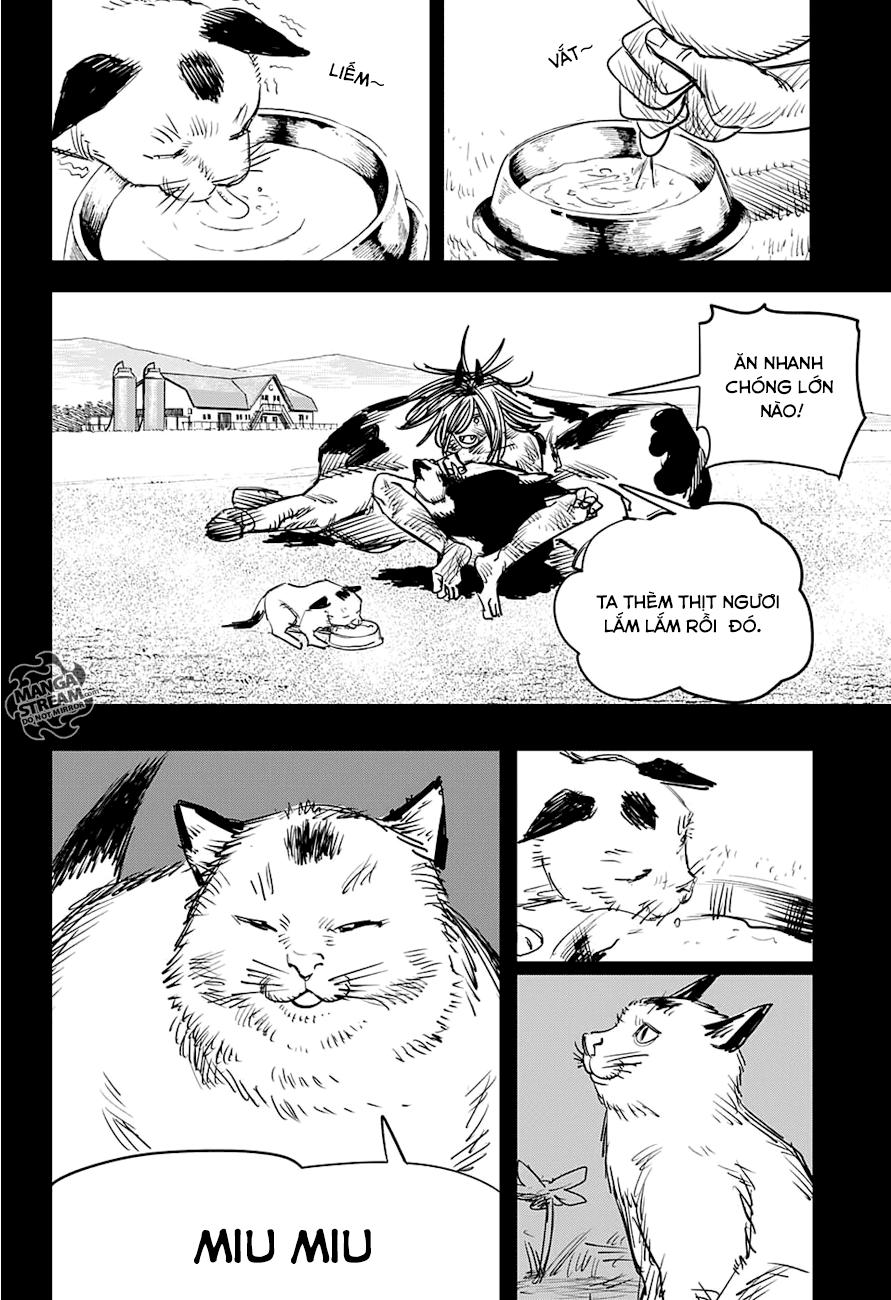 LIẾM~
VẮT~
ĂN NHANH
CHÓNG LỚN
NÀO!
TA THÈM THỊT NGƯƠI
LẮM LẮM RỒI ĐÓ.
MANGA
STREAM.com
DO NOT MIRROR
MIU MIU